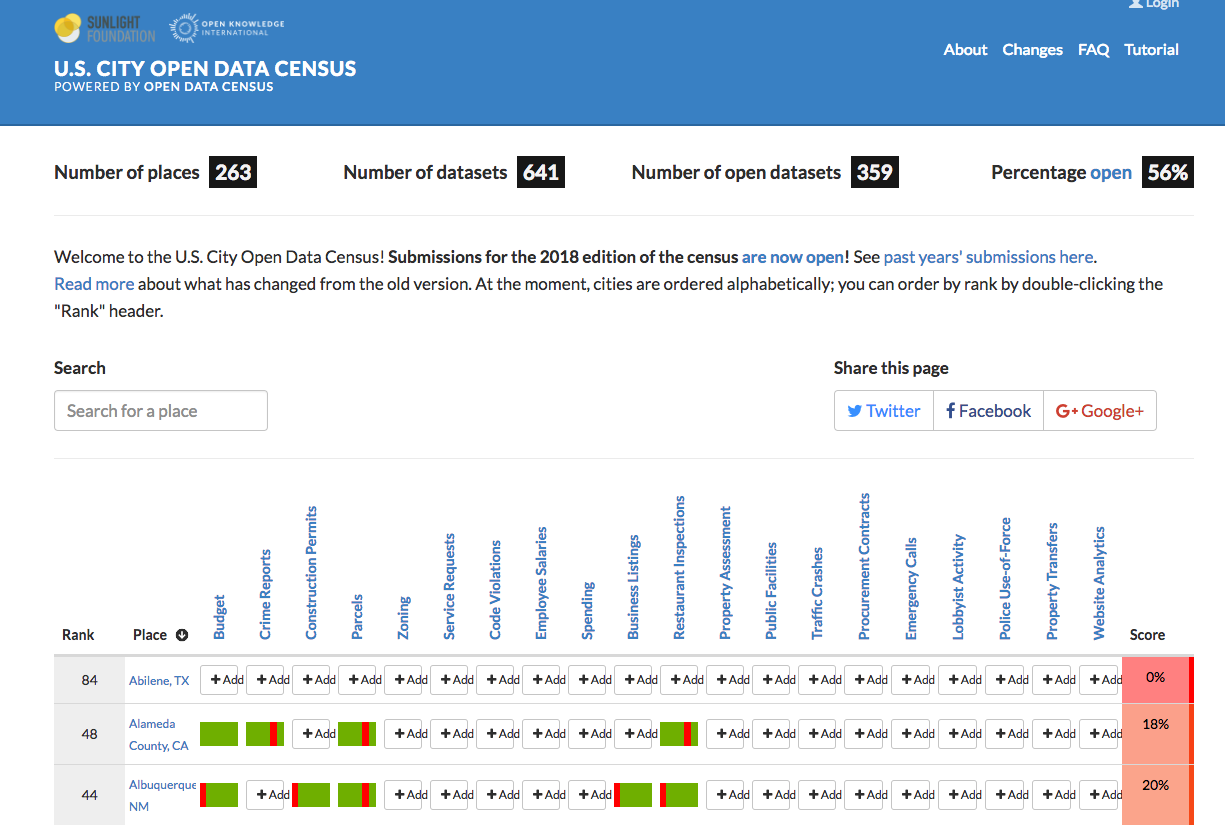 Login
SUNLIGHT
FOUNDATION
OPEN KNOWLEDGE
INTERNATIONAL
About Changes FAQ Tutorial
U.S. CITY OPEN DATA CENSUS
POWERED BY OPEN DATA CENSUS
Number of places 263 Number of datasets 641 Number of open datasets 359 Percentage open 56%
Welcome to the U.S. City Open Data Census! Submissions for the 2018 edition of the census are now open! See past years' submissions here.
Read more about what has changed from the old version. At the moment, cities are ordered alphabetically; you can order by rank by double-clicking the
"Rank" header.
Search
Share this page
Search for a place
Twitter Facebook G+ Google+
Rank Place Budget Crime Reports Construction Permits Parcels Zoning Service Requests Code Violations Employee Salaries Spending Business Listings Restaurant Inspections Property Assessment Public Facilities Traffic Crashes Procurement Contracts Emergency Calls Lobbyist Activity Police Use-of-Force Property Transfers Website Analytics Score
84 Abilene, TX +Add +Add +Add +Add +Add +Add +Add +Add +Add +Add +Add +Add +Add +Add +Add +Add +Add +Add +Add +Add 0%
48 Alameda County, CA +Add +Add +Add +Add +Add +Add +Add +Add +Add +Add +Add +Add +Add +Add +Add +Add 18%
44 Albuquerque NM +Add +Add +Add +Add +Add +Add +Add +Add +Add +Add +Add +Add +Add +Add +Add 20%